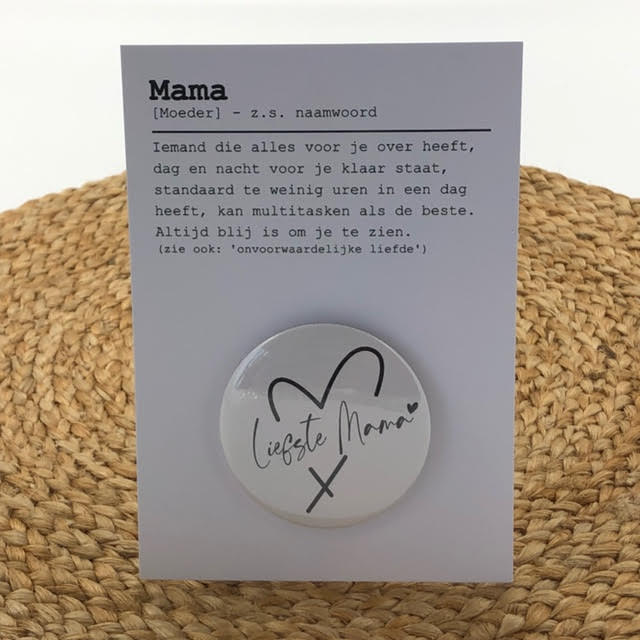 Mama
[Moeder] - z.s. naamwoord
Iemand die alles voor je over heeft,
dag en nacht voor je klaar staat,
standaard te weinig uren in een dag
heeft, kan multitasken als de beste.
Altijd blij is om je te zien.
(zie ook: 'onvoorwaardelijke liefde')
Liefste Mama